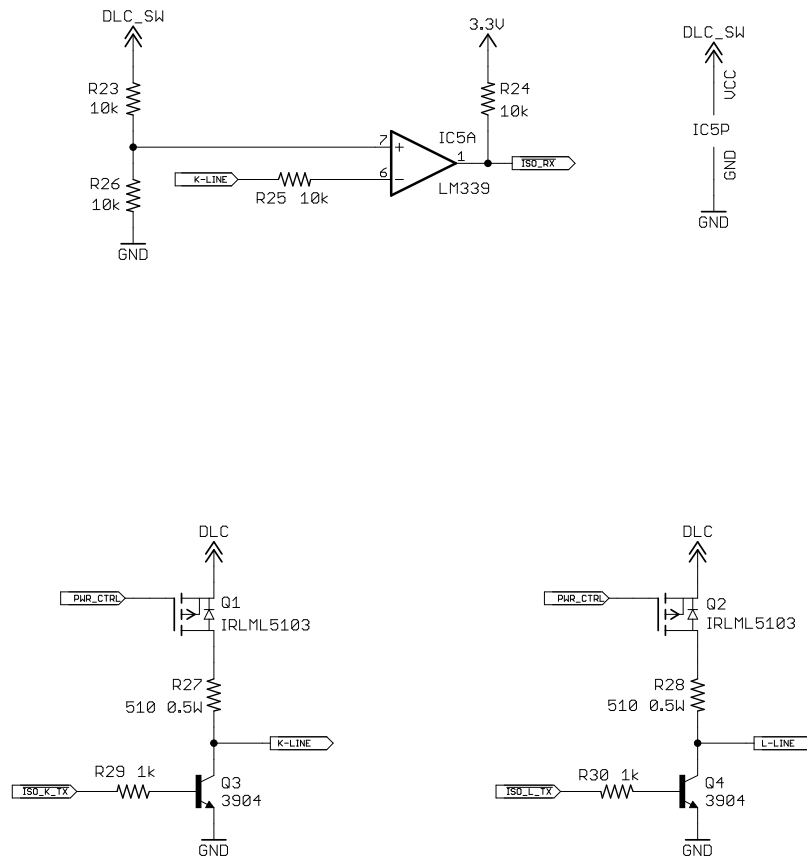 DLC_SW
3.3V
DLC_SW
R23
10k
R24
10k
VCC
7
+
IC5A
1
ISO_RX
IC5P
R26
10k
K-LINE
R25 10k
6
-
LM339
GND
GND
GND
DLC
DLC
PWR_CTRL
Q1
IRLML5103
PWR_CTRL
Q2
IRLML5103
R27
510 0.5W
R28
510 0.5W
K-LINE
L-LINE
R29 1k
Q3
3904
ISO_K_TX
R30 1k
Q4
3904
ISO_L_TX
GND
GND